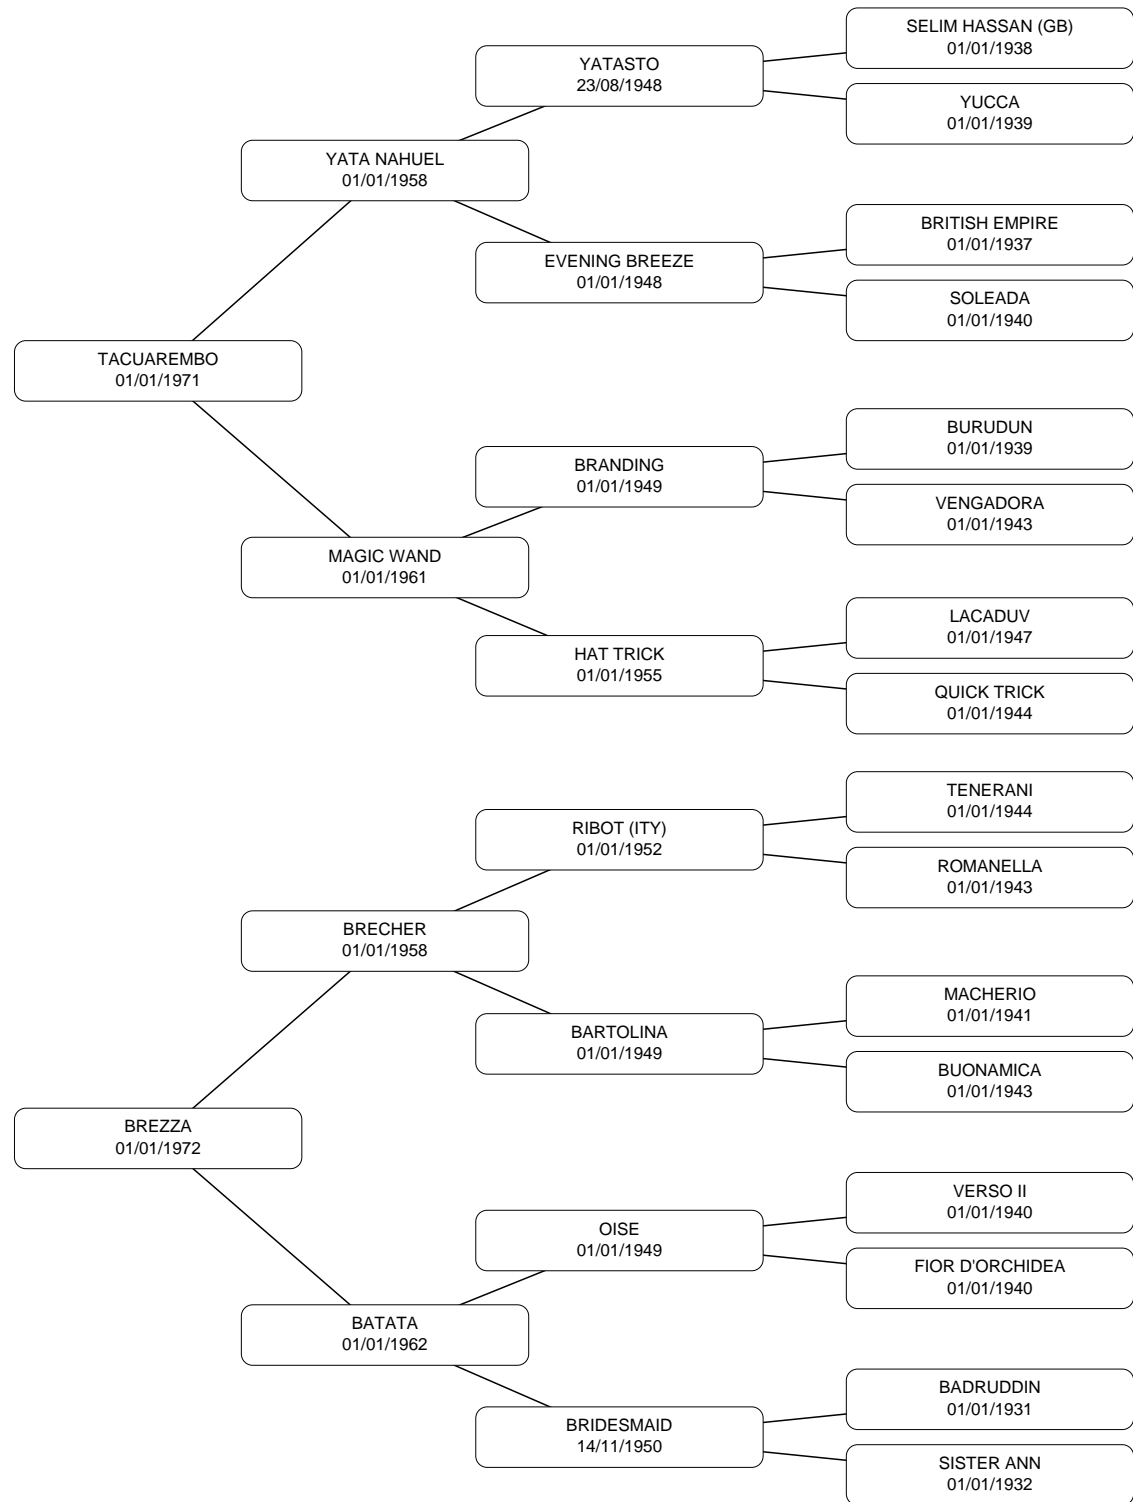 SELIM HASSAN (GB)
01/01/1938
YATASTO
23/08/1948
YUCCA
01/01/1939
YATA NAHUEL
01/01/1958
BRITISH EMPIRE
01/01/1937
EVENING BREEZE
01/01/1948
SOLEADA
01/01/1940
TACUAREMBO
01/01/1971
BURUDUN
01/01/1939
BRANDING
01/01/1949
VENGADORA
01/01/1943
MAGIC WAND
01/01/1961
LACADUV
01/01/1947
HAT TRICK
01/01/1955
QUICK TRICK
01/01/1944
TENERANI
01/01/1944
RIBOT (ITY)
01/01/1952
ROMANELLA
01/01/1943
BRECHER
01/01/1958
MACHERIO
01/01/1941
BARTOLINA
01/01/1949
BUONAMICA
01/01/1943
BREZZA
01/01/1972
VERSO II
01/01/1940
OISE
01/01/1949
FIOR D'ORCHIDEA
01/01/1940
BATATA
01/01/1962
BADRUDDIN
01/01/1931
BRIDESMAID
14/11/1950
SISTER ANN
01/01/1932